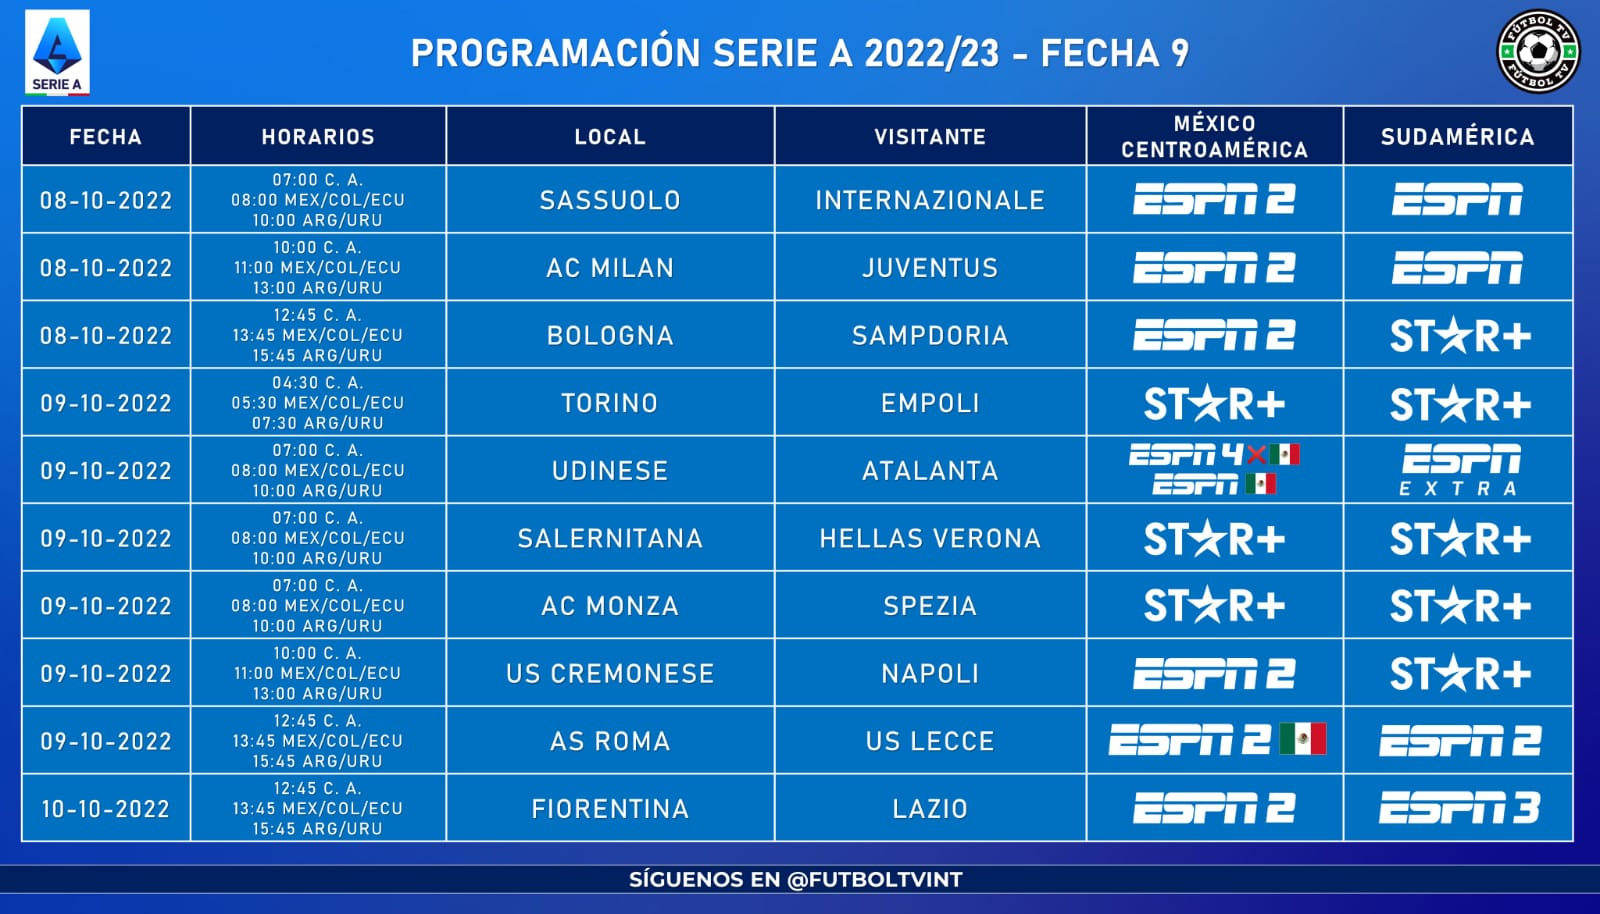 SERIE A
PROGRAMACIÓN SERIE A 2022/23 - FECHA 9
FÚTBOL TV
FÚTBOL TV
FECHA
HORARIOS
LOCAL
VISITANTE
MÉXICO
CENTROAMÉRICA
SUDAMÉRICA
08-10-2022
07:00 C. A.
08:00 MEX/COL/ECU
10:00 ARG/URU
SASSUOLO
INTERNAZIONALE
ESPN 2
ESPN
08-10-2022
10:00 C. A.
11:00 MEX/COL/ECU
13:00 ARG/URU
AC MILAN
JUVENTUS
ESPN 2
ESPN
08-10-2022
12:45 C. A.
13:45 MEX/COL/ECU
15:45 ARG/URU
BOLOGNA
SAMPDORIA
ESPN 2
STAR+
09-10-2022
04:30 C. A.
05:30 MEX/COL/ECU
07:30 ARG/URU
TORINO
EMPOLI
STAR+
STAR+
09-10-2022
07:00 C. A.
08:00 MEX/COL/ECU
10:00 ARG/URU
UDINESE
ATALANTA
ESPN 4
ESPN
ESPN
EXTRA
09-10-2022
07:00 C. A.
08:00 MEX/COL/ECU
10:00 ARG/URU
SALERNITANA
HELLAS VERONA
STAR+
STAR+
09-10-2022
07:00 C. A.
08:00 MEX/COL/ECU
10:00 ARG/URU
AC MONZA
SPEZIA
STAR+
STAR+
09-10-2022
10:00 C. A.
11:00 MEX/COL/ECU
13:00 ARG/URU
US CREMONESE
NAPOLI
ESPN 2
STAR+
09-10-2022
12:45 C. A.
13:45 MEX/COL/ECU
15:45 ARG/URU
AS ROMA
US LECCE
ESPN 2
ESPN 2
10-10-2022
12:45 C. A.
13:45 MEX/COL/ECU
15:45 ARG/URU
FIORENTINA
LAZIO
ESPN 2
ESPN 3
SÍGUENOS EN @FUTBOLTVINT